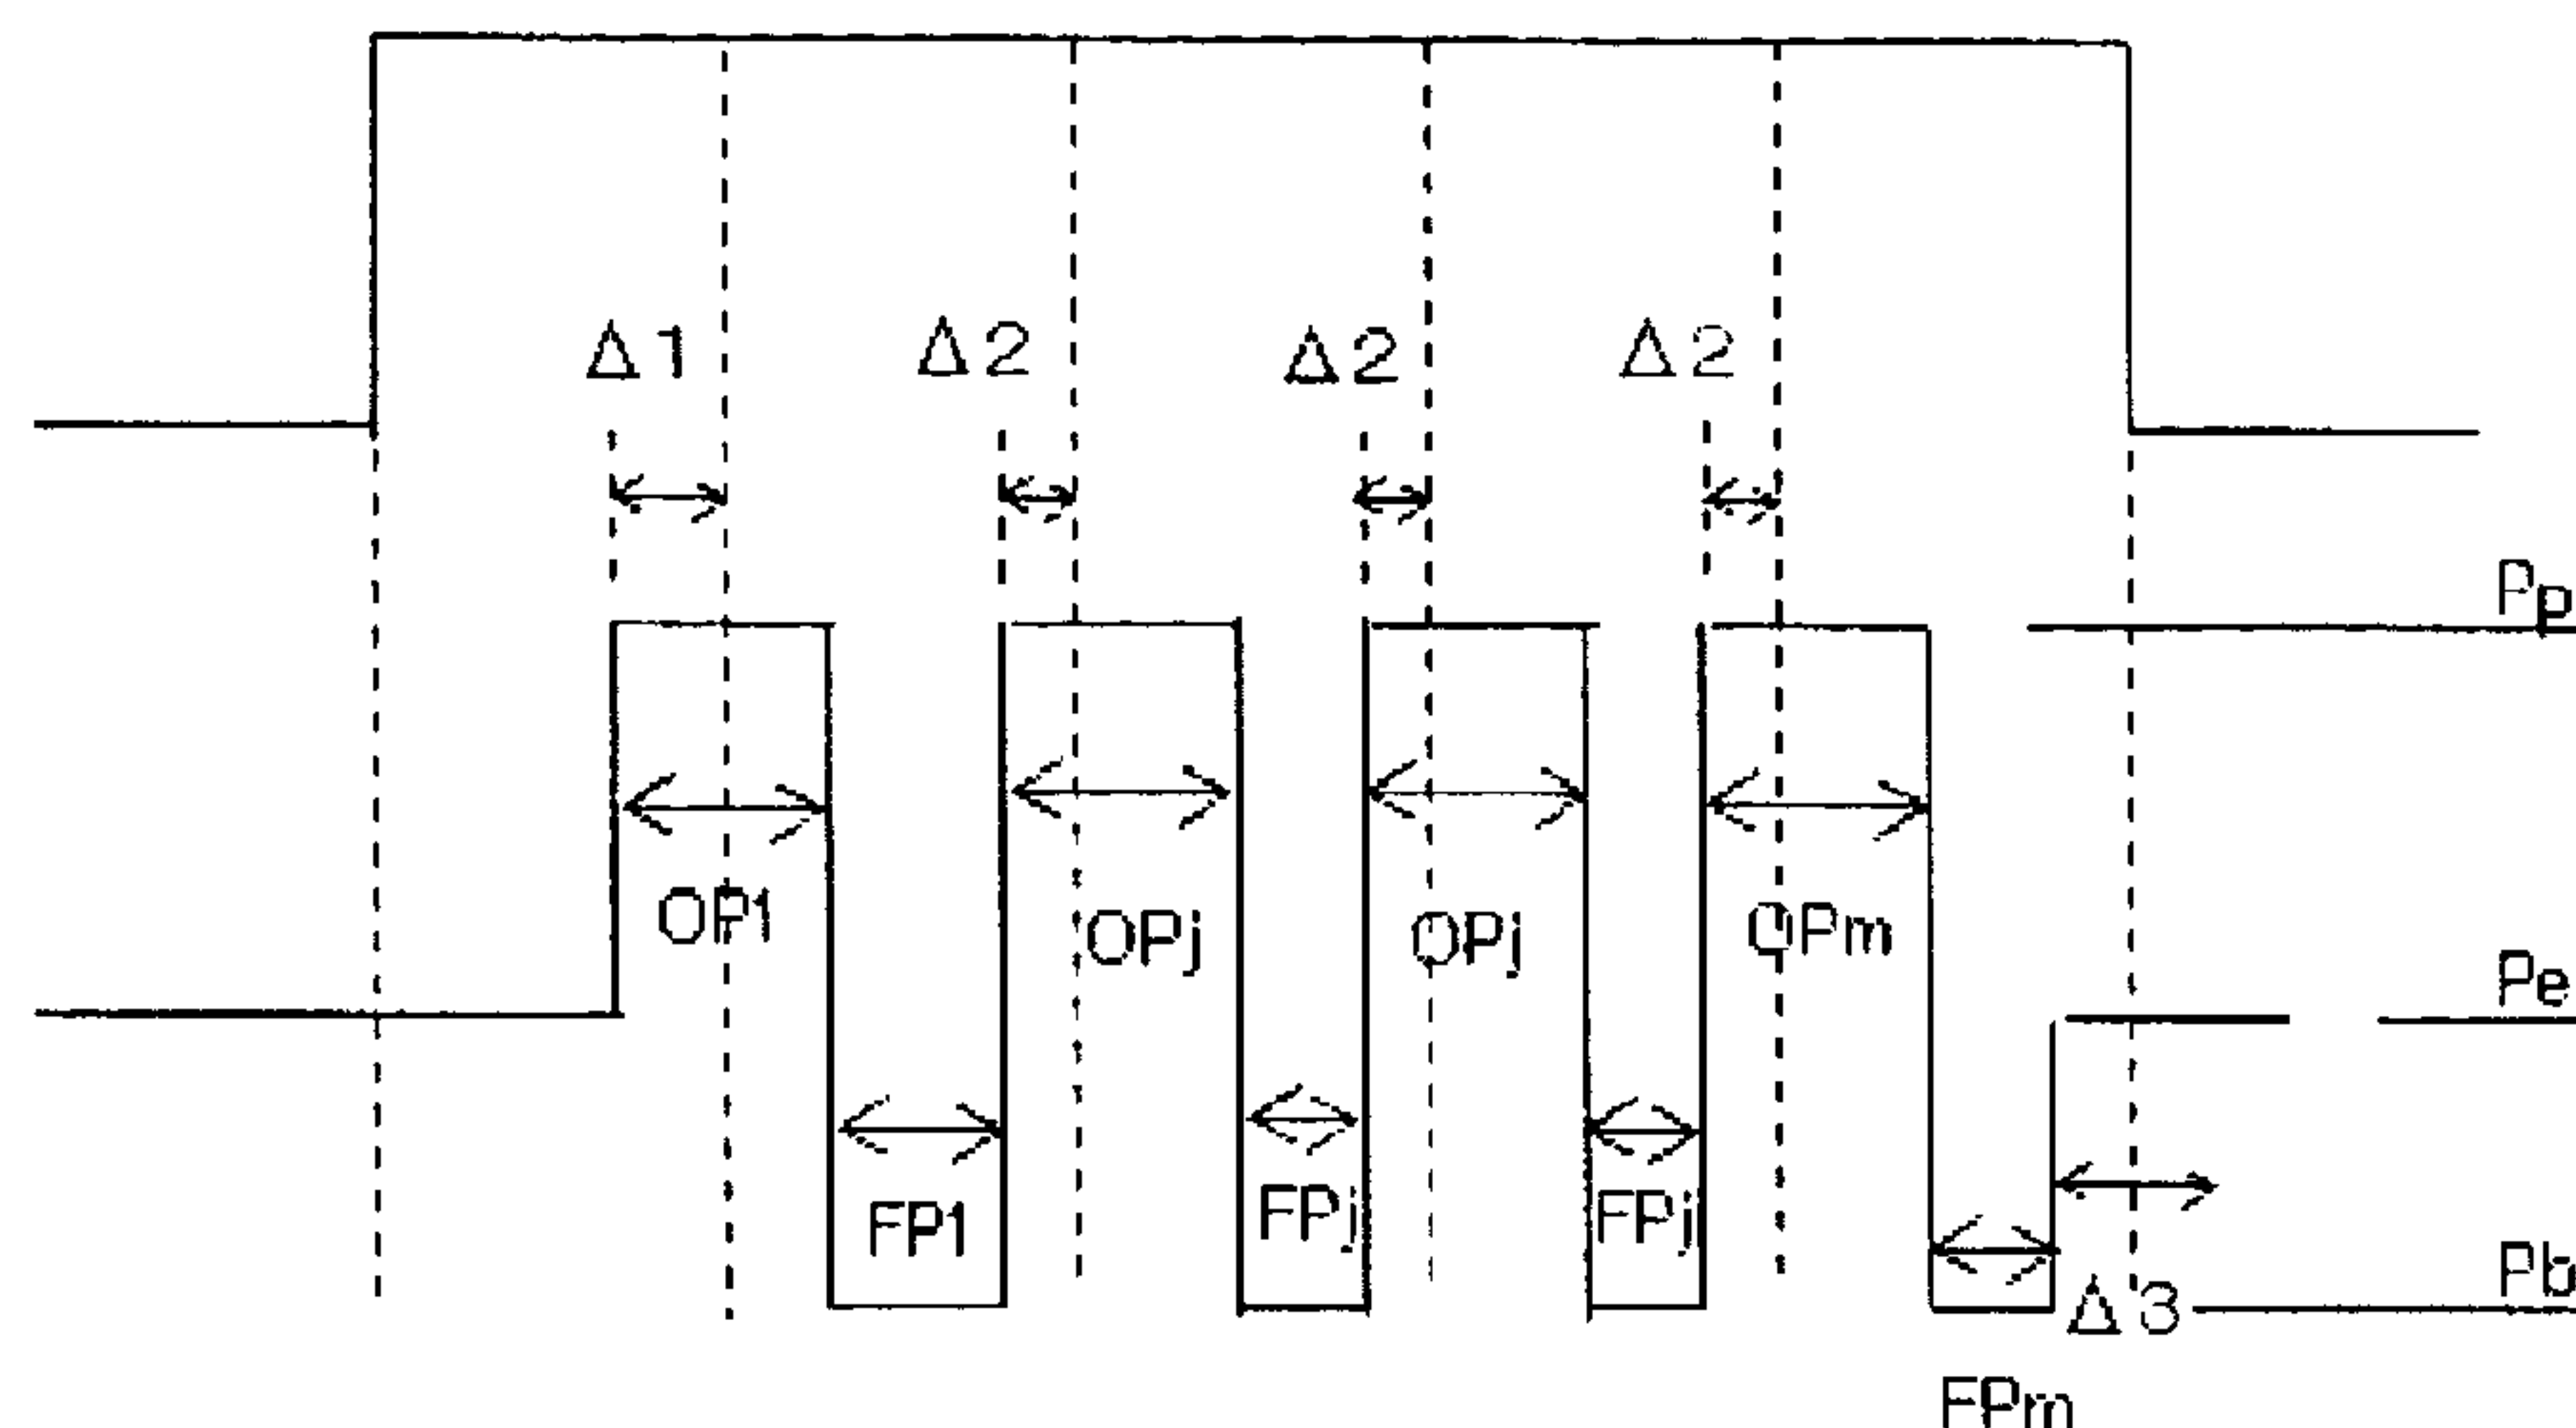 Δ1 Δ2 Δ2 Δ2
Pp
OP1 OPj OPj OPm
Pe
FP1 FPj FPj
Pb
Δ3
FPm